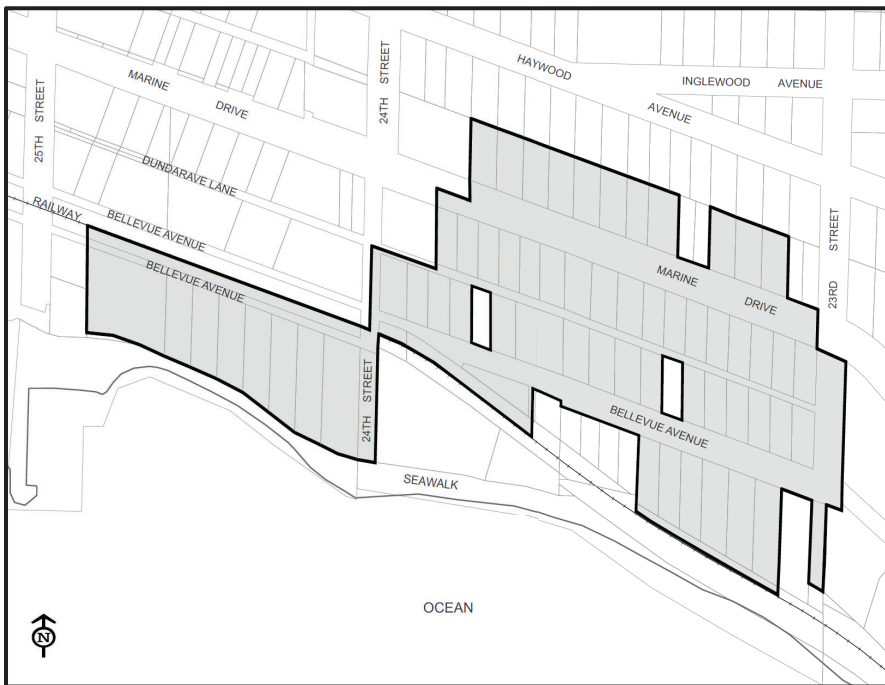 HAYWOOD AVENUE
INGLEWOOD AVENUE
24TH STREET
MARINE DRIVE
25TH STREET
DUNDARAVE LANE
RAILWAY
BELLEVUE AVENUE
BELLEVUE AVENUE
23RD STREET
MARINE DRIVE
24TH STREET
BELLEVUE AVENUE
SEAWALK
OCEAN
N